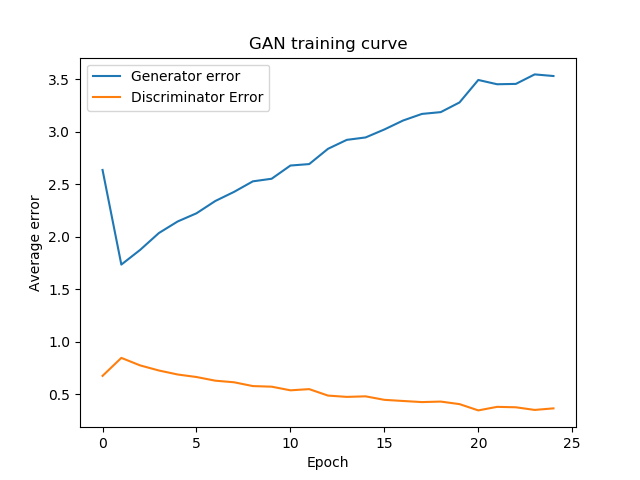 GAN training curve
Generator error
Discriminator Error
3.5
3.0
2.5
2.0
1.5
1.0
0.5
Average error
0 5 10 15 20 25
Epoch